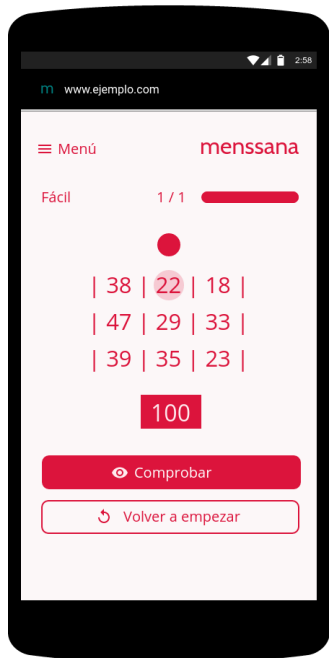 2:58
m www.ejemplo.com
Menú menssana
Fácil 1 / 1
| 38 | 22 | 18 |
| 47 | 29 | 33 |
| 39 | 35 | 23 |
100
Comprobar
Volver a empezar